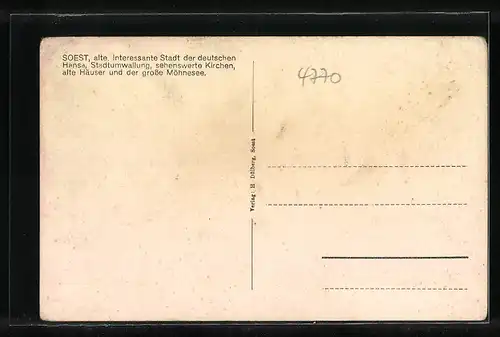 SOEST, alte, interessante Stadt der deutschen
Hansa, Stadtumwallung, sehenswerte Kirchen,
alte Häuser und der große Möhnesee.
4770
Verlag: H. Dülberg, Soest